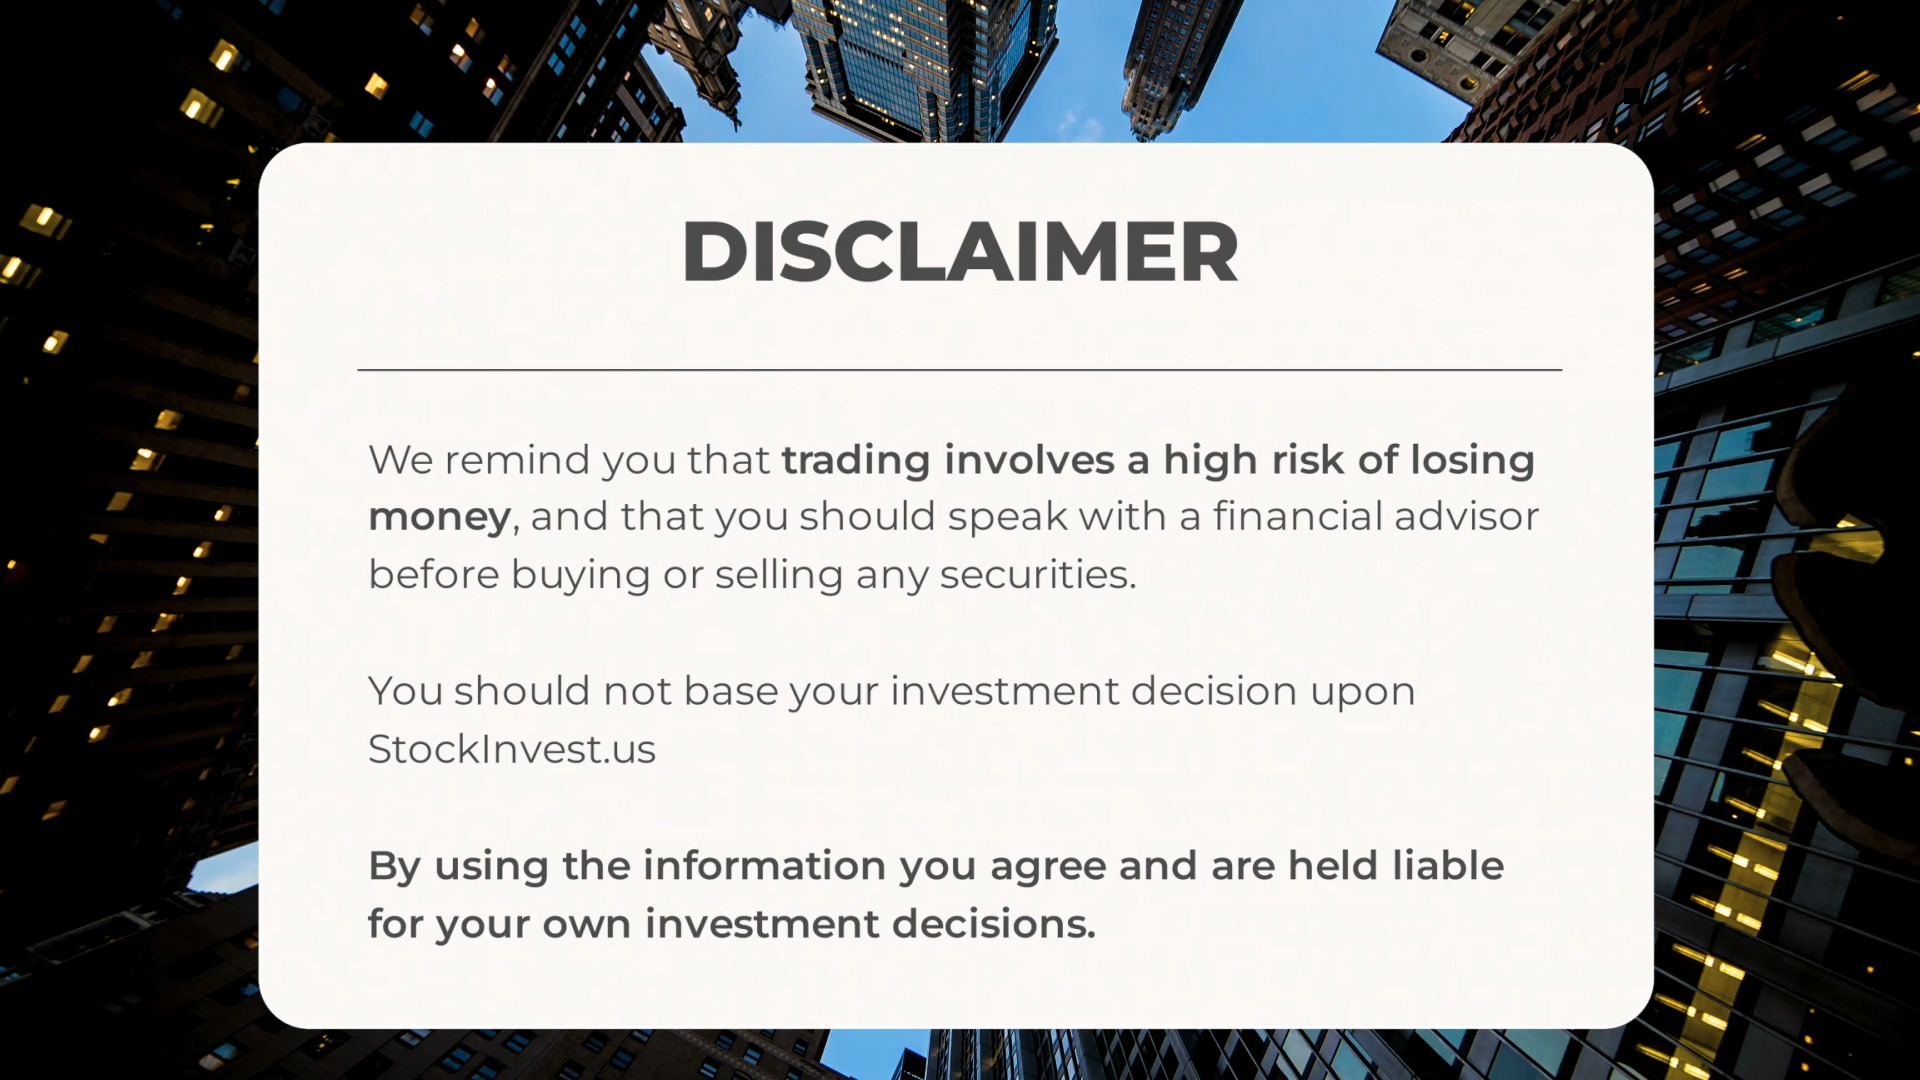 DISCLAIMER
We remind you that trading involves a high risk of losing
money, and that you should speak with a financial advisor
before buying or selling any securities.
You should not base your investment decision upon
StockInvest.us
By using the information you agree and are held liable
for your own investment decisions.